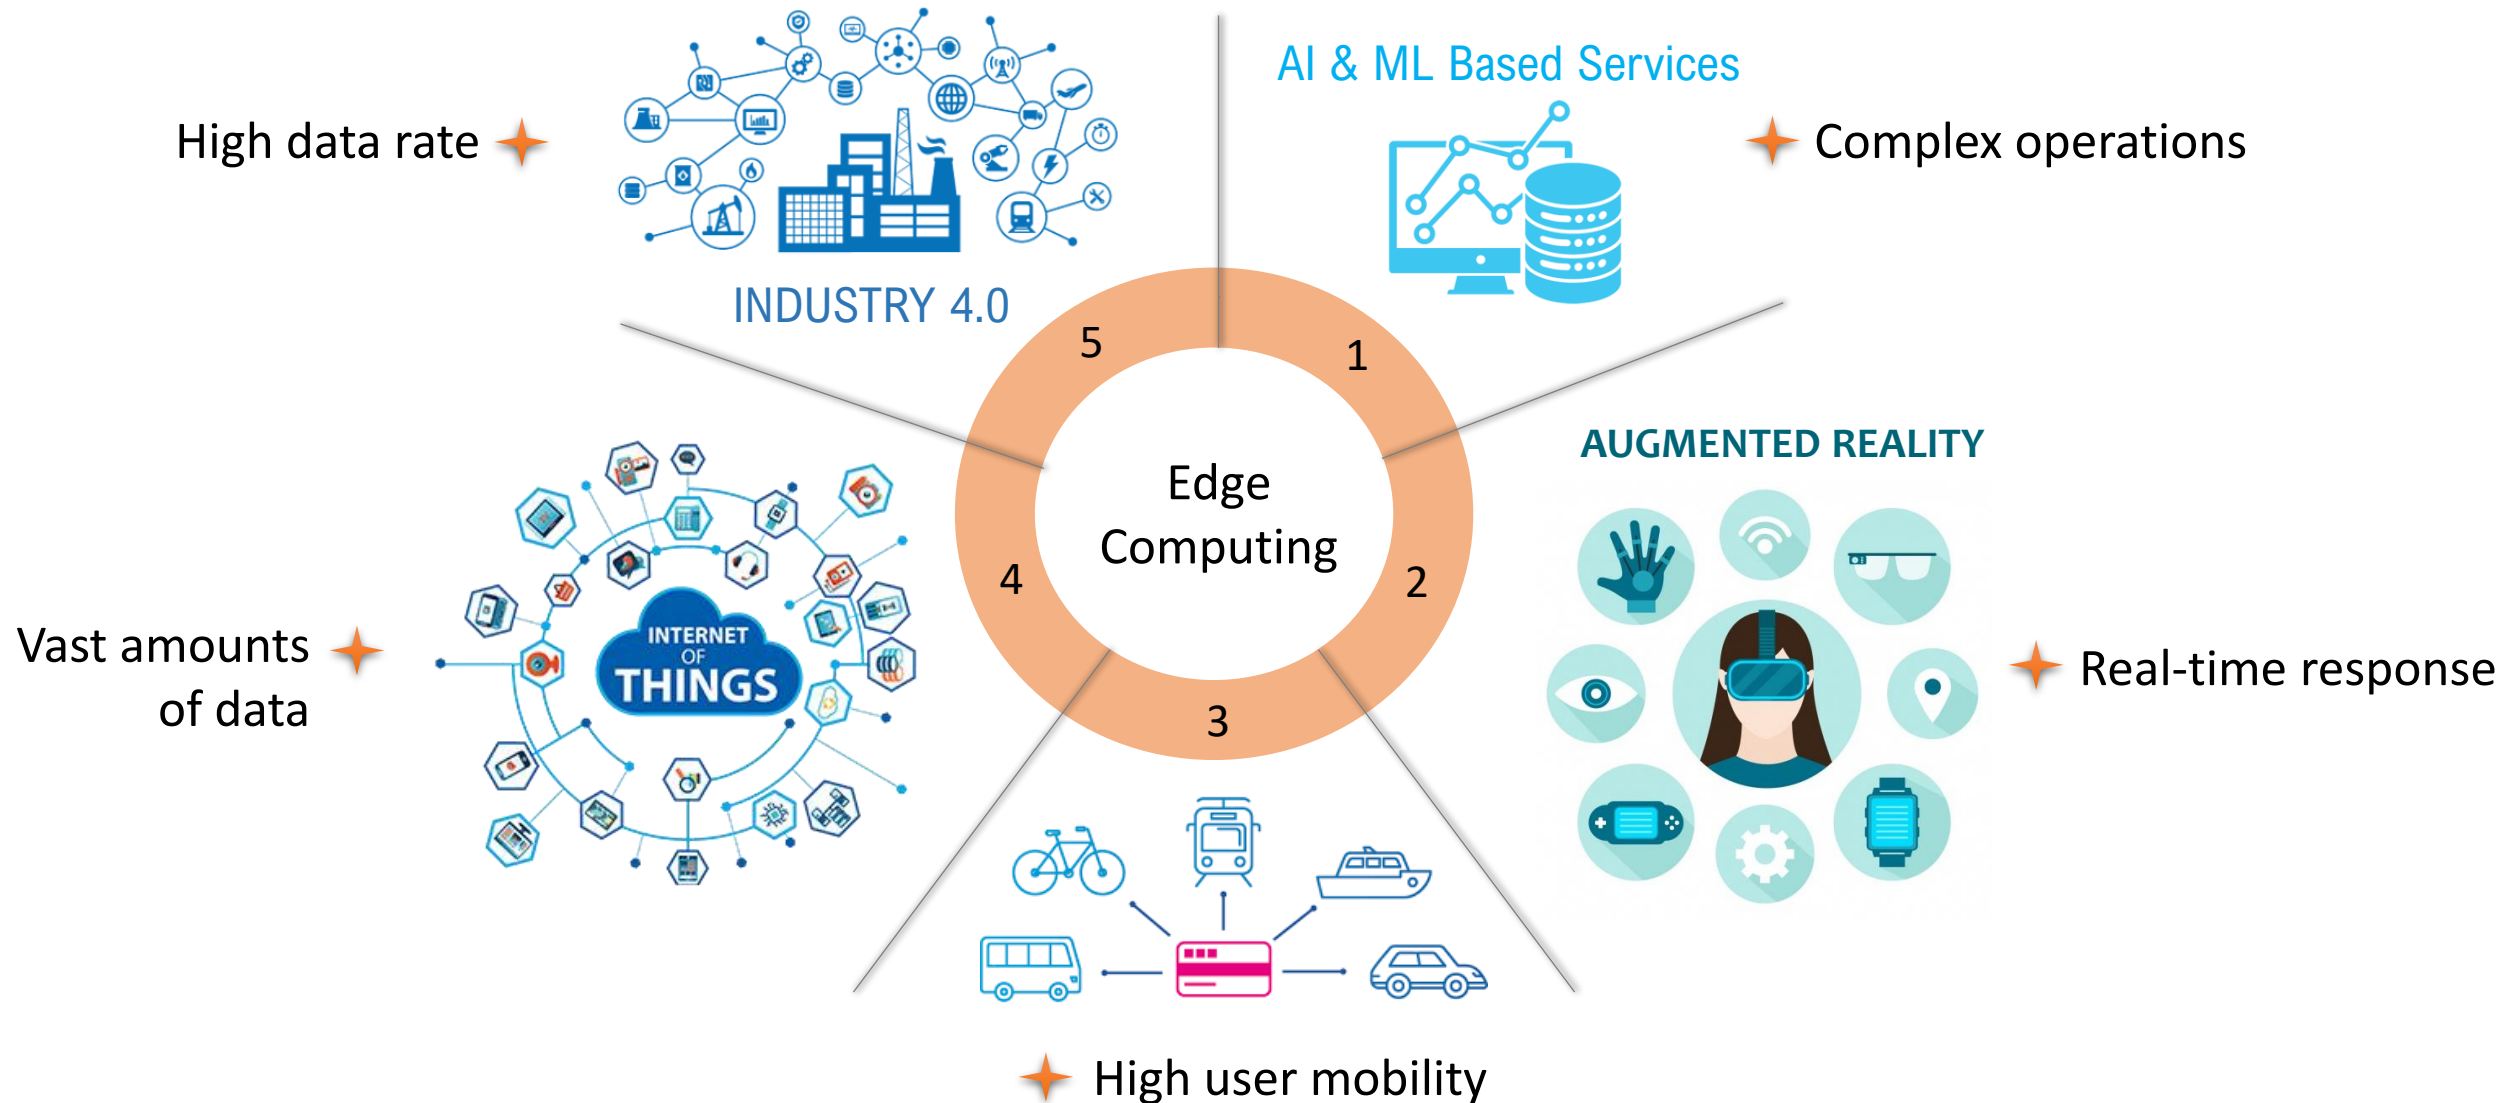 AI & ML Based Services
High data rate
Complex operations
INDUSTRY 4.0
5
1
AUGMENTED REALITY
Edge
Computing
4
2
INTERNET
OF
THINGS
Vast amounts
of data
Real-time response
3
High user mobility